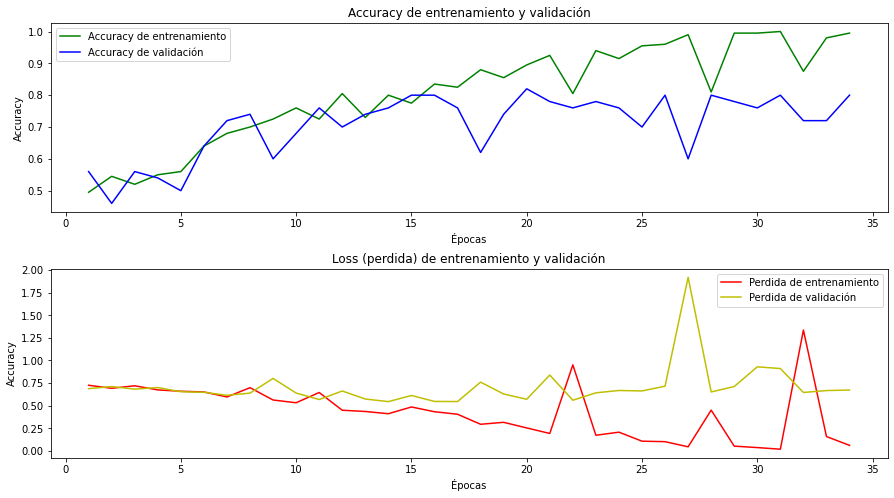 Accuracy de entrenamiento y validación
Accuracy de entrenamiento
Accuracy de validación
Accuracy
1.0
0.9
0.8
0.7
0.6
0.5
0 5 10 15 20 25 30 35
Épocas
Loss (perdida) de entrenamiento y validación
Perdida de entrenamiento
Perdida de validación
Accuracy
2.00
1.75
1.50
1.25
1.00
0.75
0.50
0.25
0.00
0 5 10 15 20 25 30 35
Épocas